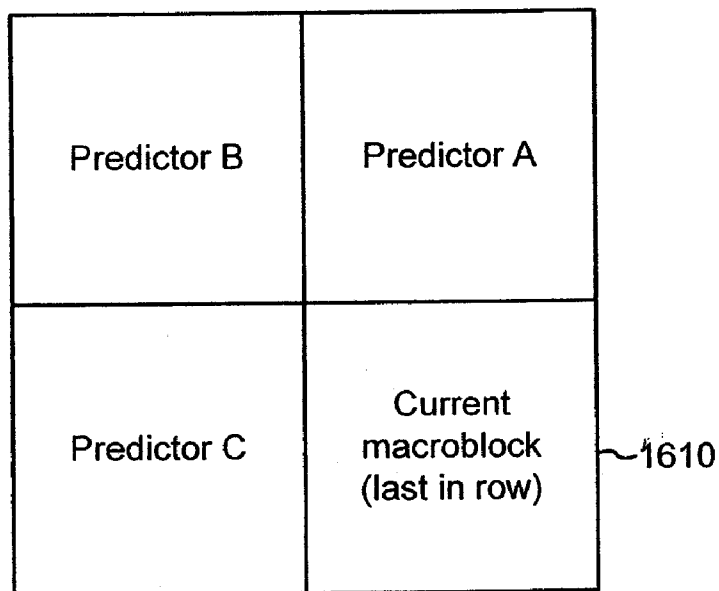 Predictor B
Predictor A
Predictor C
Current
macroblock
(last in row)
1610